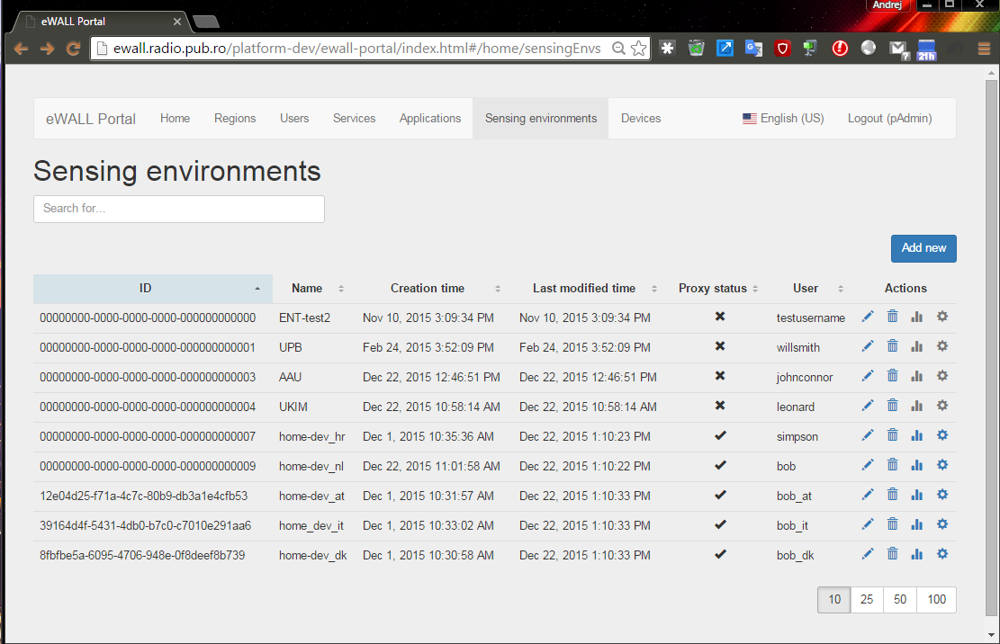 Andrej
eWALL Portal
ewall.radio.pub.ro/platform-dev/ewall-portal/index.html#/home/sensingEnvs
21h
eWALL Portal Home Regions Users Services Applications Sensing environments Devices English (US) Logout (pAdmin)
Sensing environments
Search for...
Add new
ID Name Creation time Last modified time Proxy status User Actions
00000000-0000-0000-0000-000000000000 ENT-test2 Nov 10, 2015 3:09:34 PM Nov 10, 2015 3:09:34 PM testusername
00000000-0000-0000-0000-000000000001 UPB Feb 24, 2015 3:52:09 PM Feb 24, 2015 3:52:09 PM willsmith
00000000-0000-0000-0000-000000000003 AAU Dec 22, 2015 12:46:51 PM Dec 22, 2015 12:46:51 PM johnconnor
00000000-0000-0000-0000-000000000004 UKIM Dec 22, 2015 10:58:14 AM Dec 22, 2015 10:58:14 AM leonard
00000000-0000-0000-0000-000000000007 home-dev_hr Dec 1, 2015 10:35:36 AM Dec 22, 2015 1:10:23 PM simpson
00000000-0000-0000-0000-000000000009 home-dev_nl Dec 22, 2015 11:01:58 AM Dec 22, 2015 1:10:22 PM bob
12e04d25-f71a-4c7c-80b9-db3a1e4cfb53 home-dev_at Dec 1, 2015 10:31:57 AM Dec 22, 2015 1:10:33 PM bob_at
39164d4f-5431-4db0-b7c0-c7010e291aa6 home_dev_it Dec 1, 2015 10:33:02 AM Dec 22, 2015 1:10:33 PM bob_it
8fbfbe5a-6095-4706-948e-0f8deef8b739 home-dev_dk Dec 1, 2015 10:30:58 AM Dec 22, 2015 1:10:33 PM bob_dk
10 25 50 100